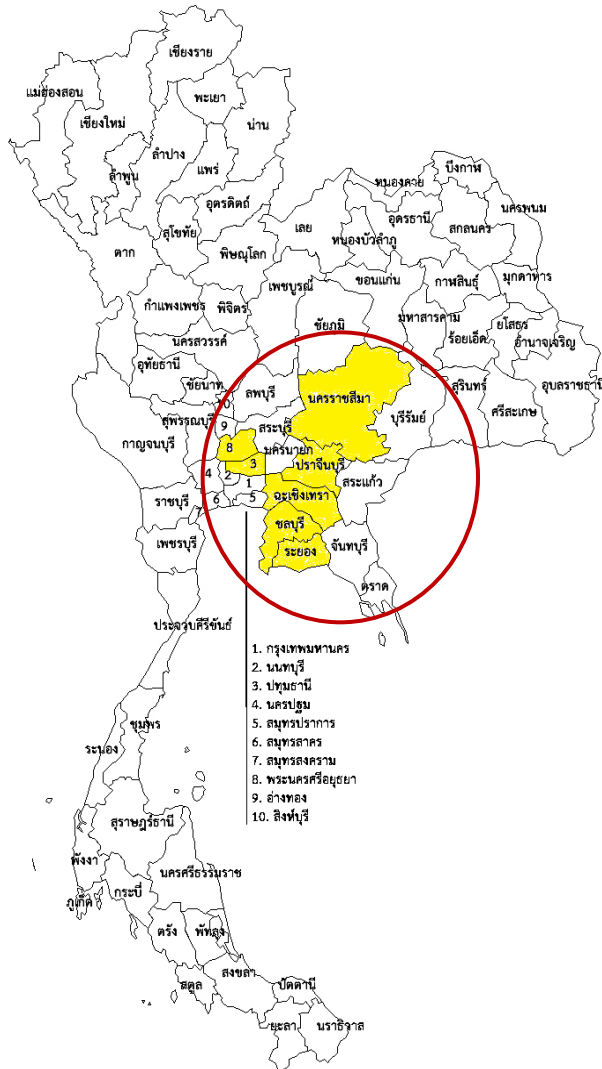 เชียงราย
แม่ฮ่องสอน
พะเยา
เชียงใหม่
น่าน
ลำปาง
แพร่
ลำพูน
อุตรดิตถ์
สุโขทัย
ตาก
พิษณุโลก
เลย
ทนองคาย
บึงกาฬ
อุดรธานี
นครพนม
สกลนคร
หนองบัวลำภู
เพชรบูรณ์
ขอนแก่น
กาฬสินธุ์
มุกดาหาร
กำแพงเพชร
พิจิตร
ชัยภูมิ
มหาสารคาม
ร้อยเอ็ด
ยโสธร
อำนาจเจริญ
นครสวรรค์
อุทัยธานี
ชัยนาท
ลพบุรี
นครราชสีมา
บุรีรัมย์
สุรินทร์
ศรีสะเกษ
อุบลราชธานี
สุพรรณบุรี
สระบุรี
กาญจนบุรี
9
8
นครนายก
ปราจีนบุรี
3
4
2
1
สระแก้ว
ฉะเชิงเทรา
5
6
7
ราชบุรี
ชลบุรี
เพชรบุรี
ระยอง
จันทบุรี
ตราด
ประจวบคีรีขันธ์
1. กรุงเทพมหานคร
2. นนทบุรี
3. ปทุมธานี
4. นครปฐม
5. สมุทรปราการ
6. สมุทรสาคร
7. สมุทรสงคราม
8. พระนครศรีอยุธยา
9. อ่างทอง
10. สิงห์บุรี
ชุมพร
ระนอง
สุราษฎร์ธานี
พังงา
นครศรีธรรมราช
กระบี่
ภูเก็ต
ตรัง
พัทลุง
สงขลา
สตูล
ปัตตานี
ยะลา
นราธิวาส